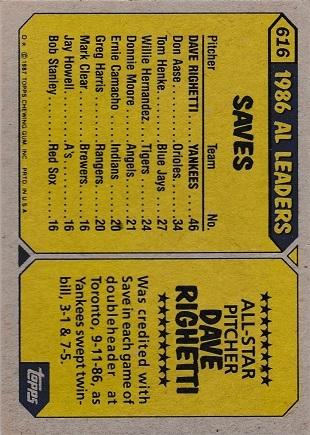 616 1986 AL LEADERS
SAVES
Pitcher Team No.
DAVE RIGHETTI YANKEES 46
Don Aase Orioles 34
Tom Henke Blue Jays 27
Willie Hernandez Tigers 24
Donnie Moore Angels 21
Ernie Camacho Indians 20
Greg Harris Rangers 20
Mark Clear Brewers 16
Jay Howell A's 16
Bob Stanley Red Sox 16
© 1987 TOPPS CHEWING GUM, INC. PRTD. IN U.S.A.
ALL-STAR
PITCHER
DAVE
RIGHETTI
Was credited with
Save in each game of
doubleheader at
Toronto, 9-11-86, as
Yankees swept twin-
bill, 3-1 & 7-5.
topps